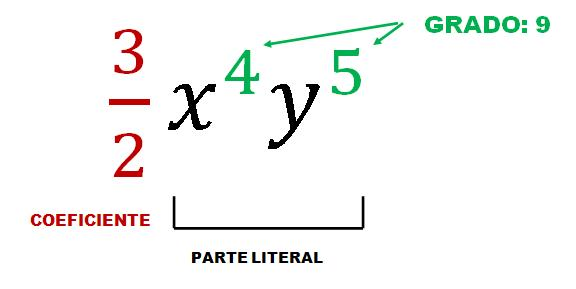 GRADO: 9
3/2 x⁴y⁵
COEFICIENTE
PARTE LITERAL